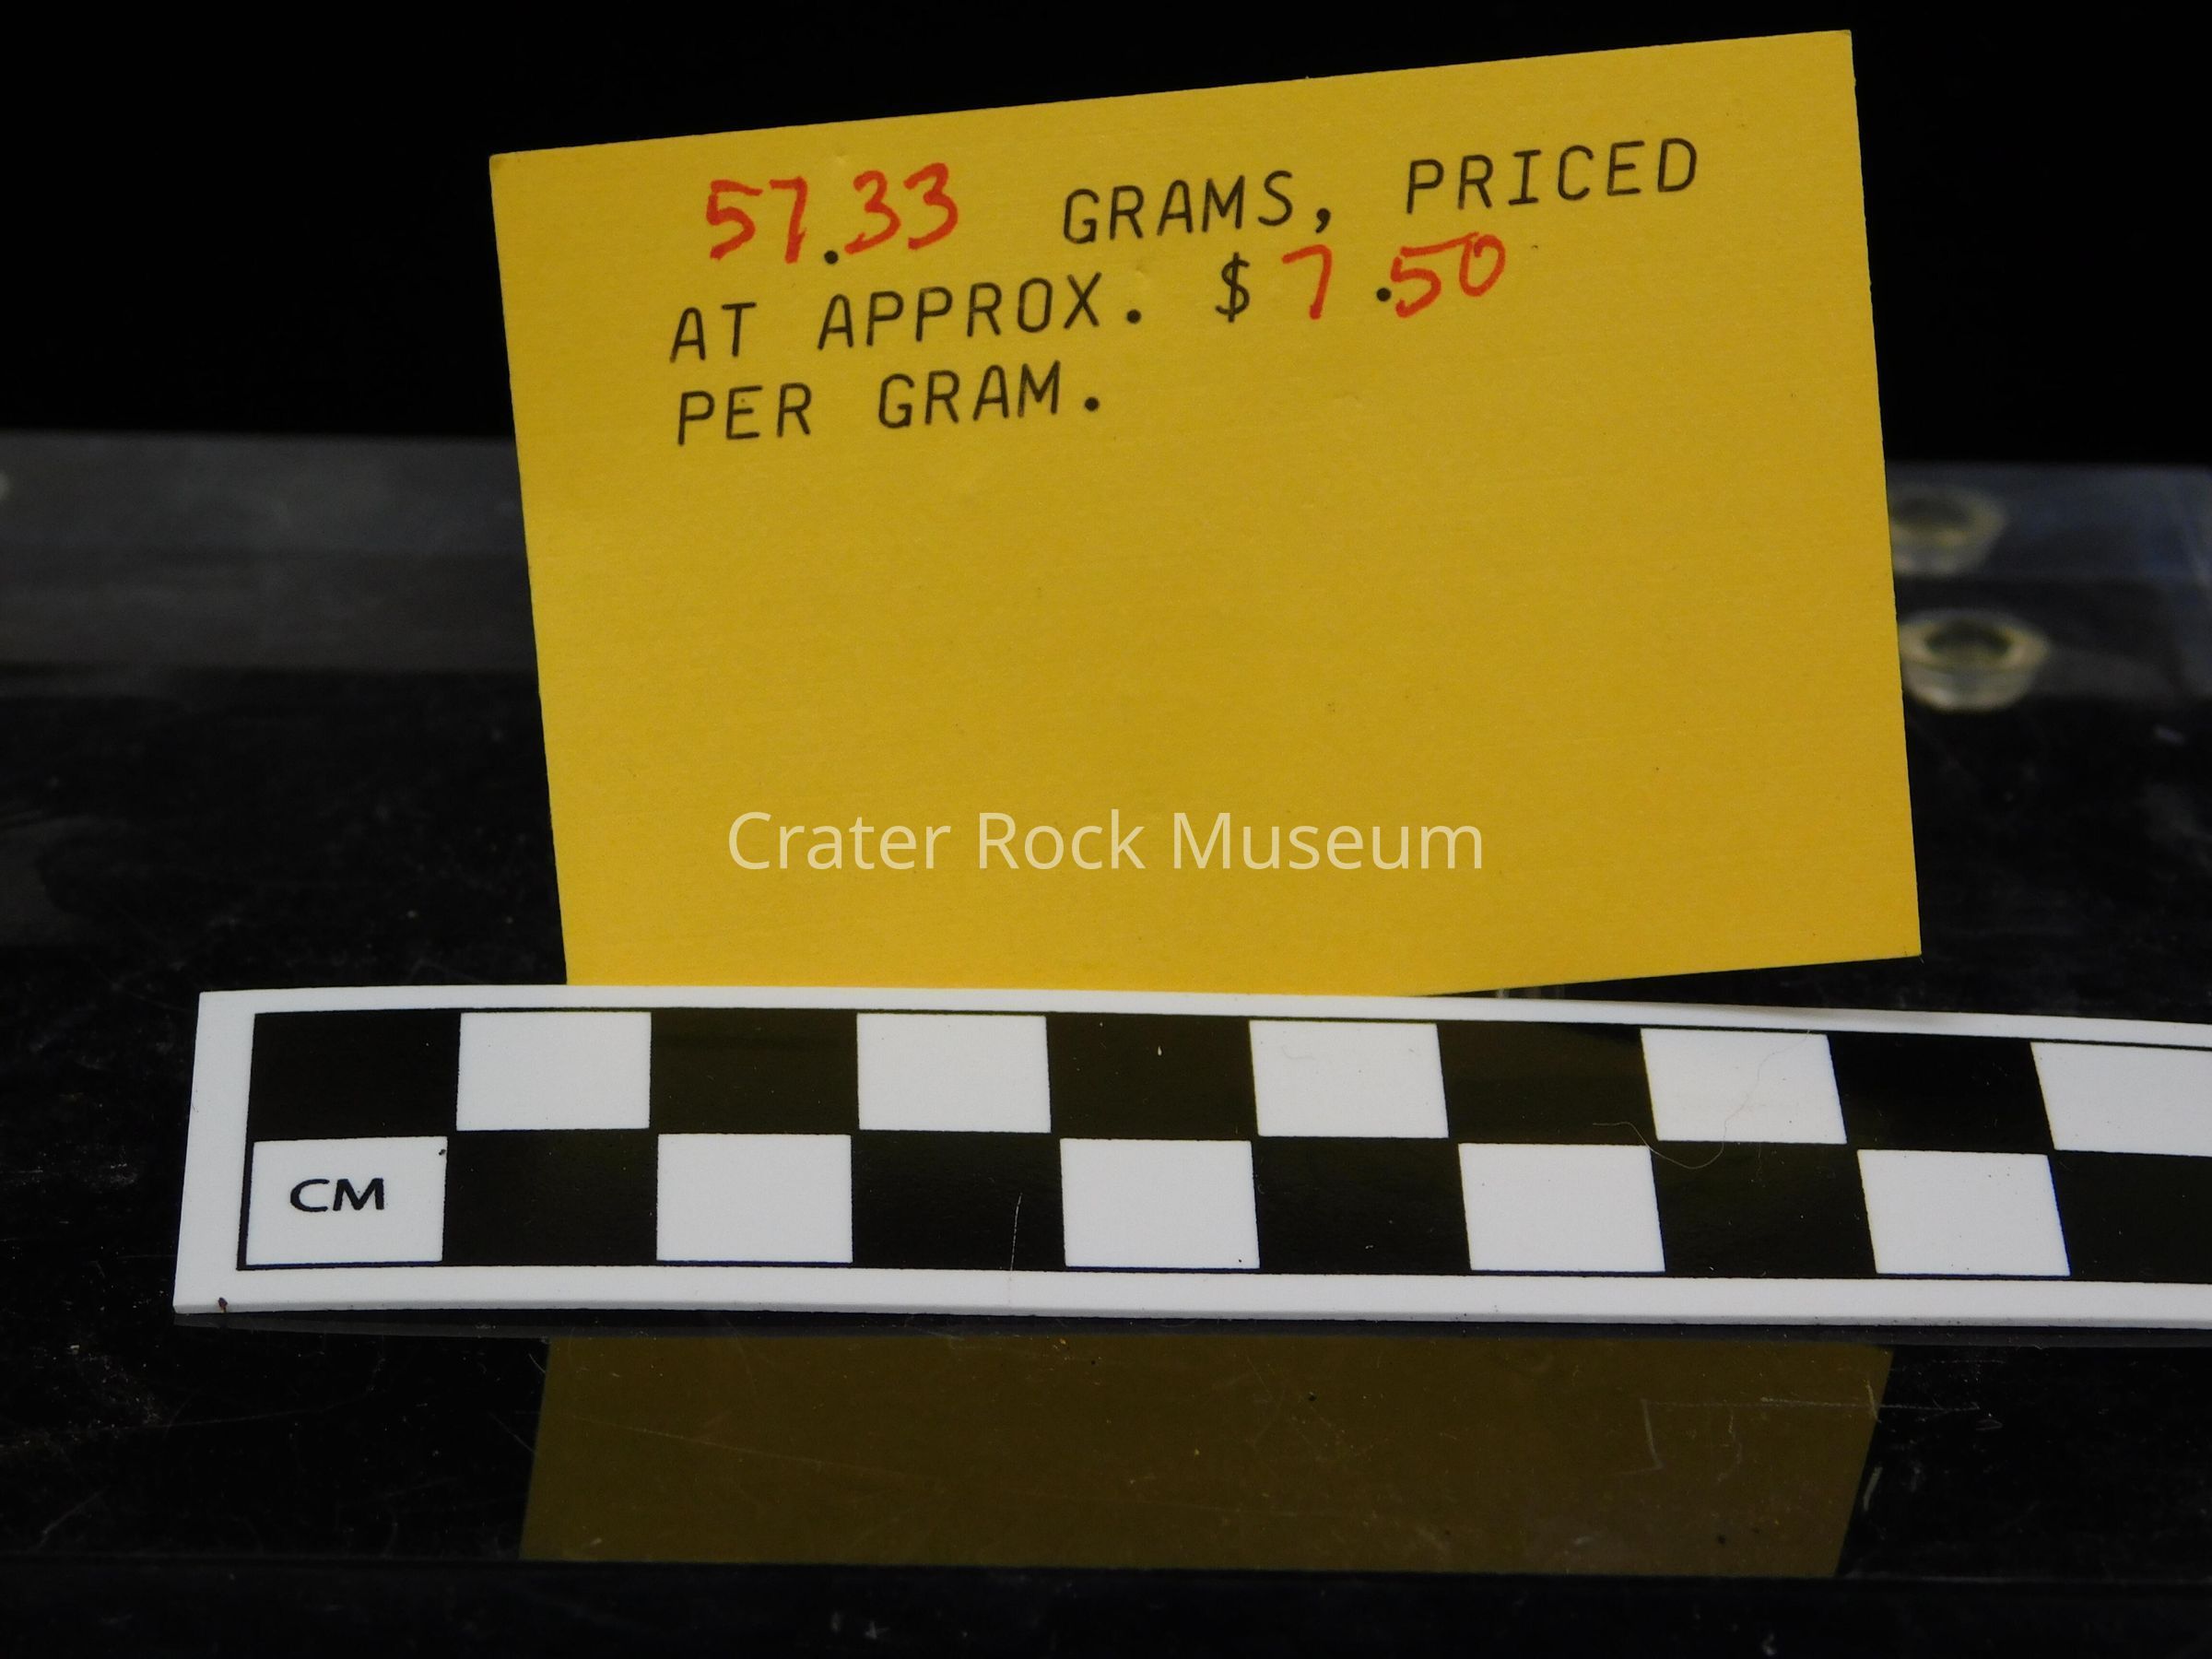 57.33 GRAMS, PRICED
AT APPROX. $7.50
PER GRAM.
Crater Rock Museum
CM